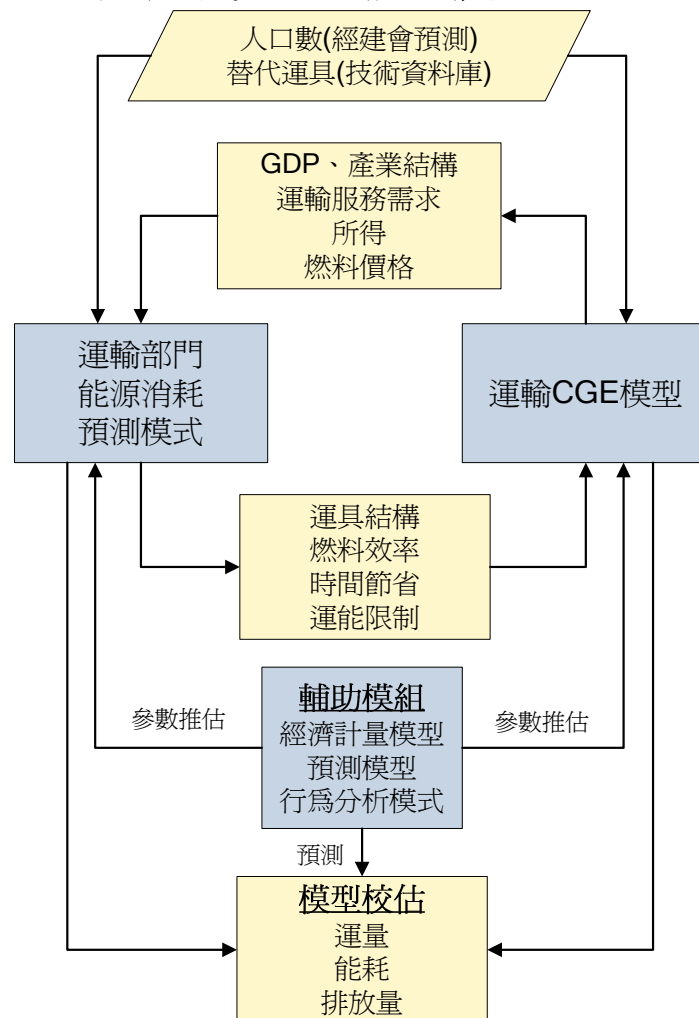 人口數(經建會預測)
替代運具(技術資料庫)
GDP、產業結構
運輸服務需求
所得
燃料價格
運輸部門
能源消耗
預測模式
運輸CGE模型
運具結構
燃料效率
時間節省
運能限制
輔助模組
經濟計量模型
預測模型
行為分析模式
參數推估
參數推估
預測
模型校估
運量
能耗
排放量